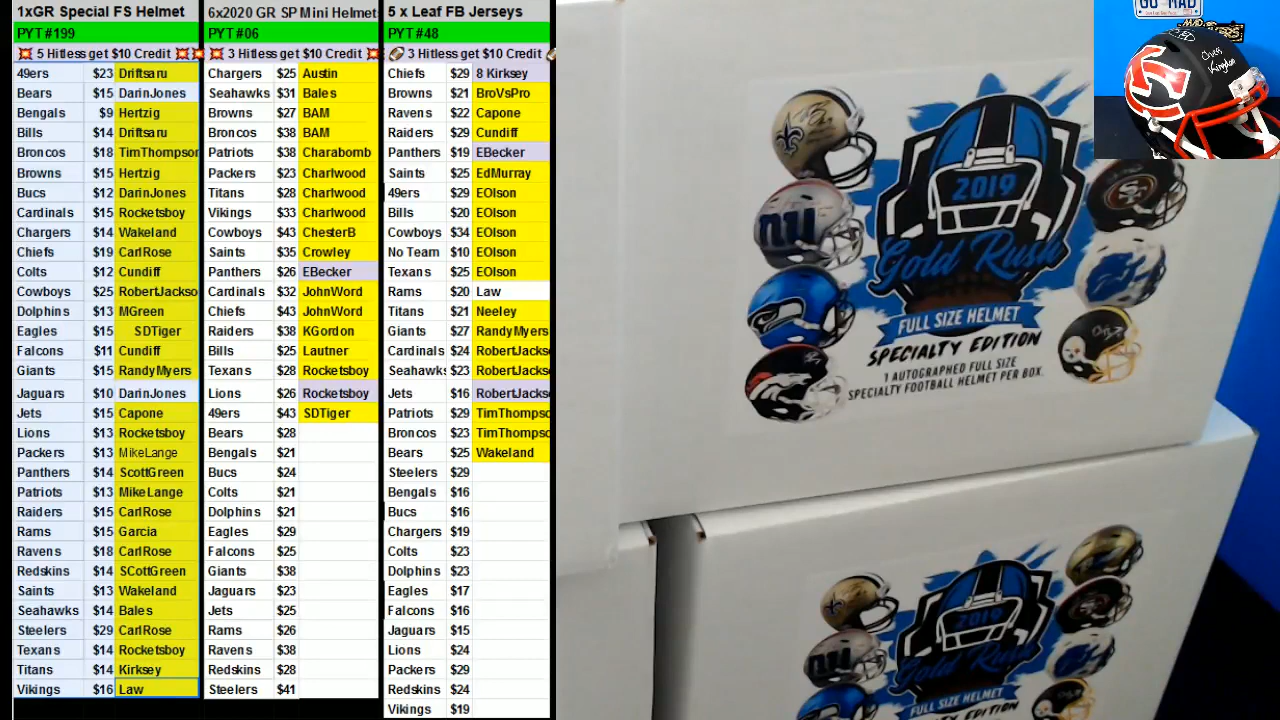 1xGR Special FS Helmet
PYT #199
5 Hitless get $10 Credit
49ers $23 Driftsaru
Bears $15 DarinJones
Bengals $9 Hertzig
Bills $14 Driftsaru
Broncos $18 TimThompson
Browns $15 Hertzig
Bucs $12 DarinJones
Cardinals $15 Rocketsboy
Chargers $14 Wakeland
Chiefs $19 CarlRose
Colts $12 Cundiff
Cowboys $25 RobertJackso
Dolphins $13 MGreen
Eagles $15 SDTiger
Falcons $11 Cundiff
Giants $15 RandyMyers
Jaguars $10 DarinJones
Jets $15 Capone
Lions $13 Rocketsboy
Packers $13 MikeLange
Panthers $14 ScottGreen
Patriots $13 MikeLange
Raiders $15 CarlRose
Rams $15 Garcia
Ravens $18 CarlRose
Redskins $14 SCottGreen
Saints $13 Wakeland
Seahawks $14 Bales
Steelers $29 CarlRose
Texans $14 Rocketsboy
Titans $14 Kirksey
Vikings $16 Law
6x2020 GR SP Mini Helmets
PYT #06
3 Hitless get $10 Credit
Chargers $25 Austin
Seahawks $31 Bales
Browns $27 BAM
Broncos $38 BAM
Patriots $38 Charabomb
Packers $23 Charlwood
Titans $28 Charlwood
Vikings $33 Charlwood
Cowboys $43 ChesterB
Saints $35 Crowley
Panthers $26 EBecker
Cardinals $32 JohnWord
Chiefs $43 JohnWord
Raiders $38 KGordon
Bills $25 Lautner
Texans $28 Rocketsboy
Lions $26 Rocketsboy
49ers $43 SDTiger
Bears $28
Bengals $21
Bucs $24
Colts $21
Dolphins $21
Eagles $29
Falcons $25
Giants $38
Jaguars $23
Jets $25
Rams $26
Ravens $38
Redskins $28
Steelers $41
5 x Leaf FB Jerseys
PYT #48
3 Hitless get $10 Credit
Chiefs $29 8 Kirksey
Browns $21 BroVsPro
Ravens $22 Capone
Raiders $29 Cundiff
Panthers $19 EBecker
Saints $25 EdMurray
49ers $29 EOlson
Bills $20 EOlson
Cowboys $34 EOlson
No Team $10 EOlson
Texans $25 EOlson
Rams $20 Law
Titans $21 Neeley
Giants $27 RandyMyers
Cardinals $24 RobertJacks
Seahawks $23 RobertJacks
Jets $16 RobertJacks
Patriots $29 TimThompso
Broncos $23 TimThompso
Bears $25 Wakeland
Steelers $29
Bengals $16
Bucs $16
Chargers $19
Colts $23
Dolphins $23
Eagles $17
Falcons $16
Jaguars $15
Lions $24
Packers $29
Redskins $24
Vikings $19
GO MAD
2019
Gold Rush
FULL SIZE HELMET
SPECIALTY EDITION
1 AUTOGRAPHED FULL SIZE
SPECIALTY FOOTBALL HELMET PER BOX.
2019
Gold Rush
FULL SIZE HELMET